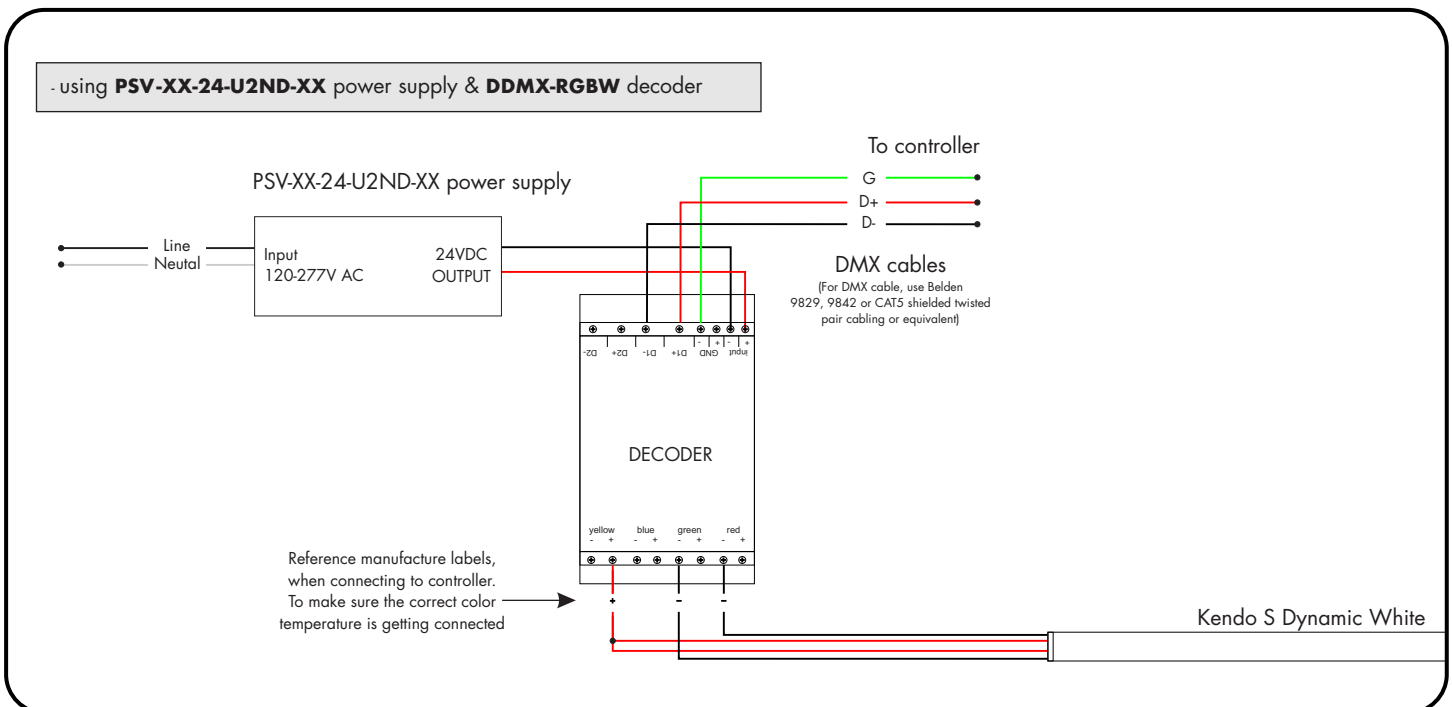 - using PSV-XX-24-U2ND-XX power supply & DDMX-RGBW decoder
To controller
G
D+
D-
PSV-XX-24-U2ND-XX power supply
Line
Neutal
Input
120-277V AC
24VDC
OUTPUT
DMX cables
(For DMX cable, use Belden
9829, 9842 or CAT5 shielded twisted
pair cabling or equivalent)
- + - +
D2- D2+ D1- D1+ GND input
DECODER
yellow blue green red
- + - + - + - +
Reference manufacture labels,
when connecting to controller.
To make sure the correct color
temperature is getting connected
+ - -
Kendo S Dynamic White